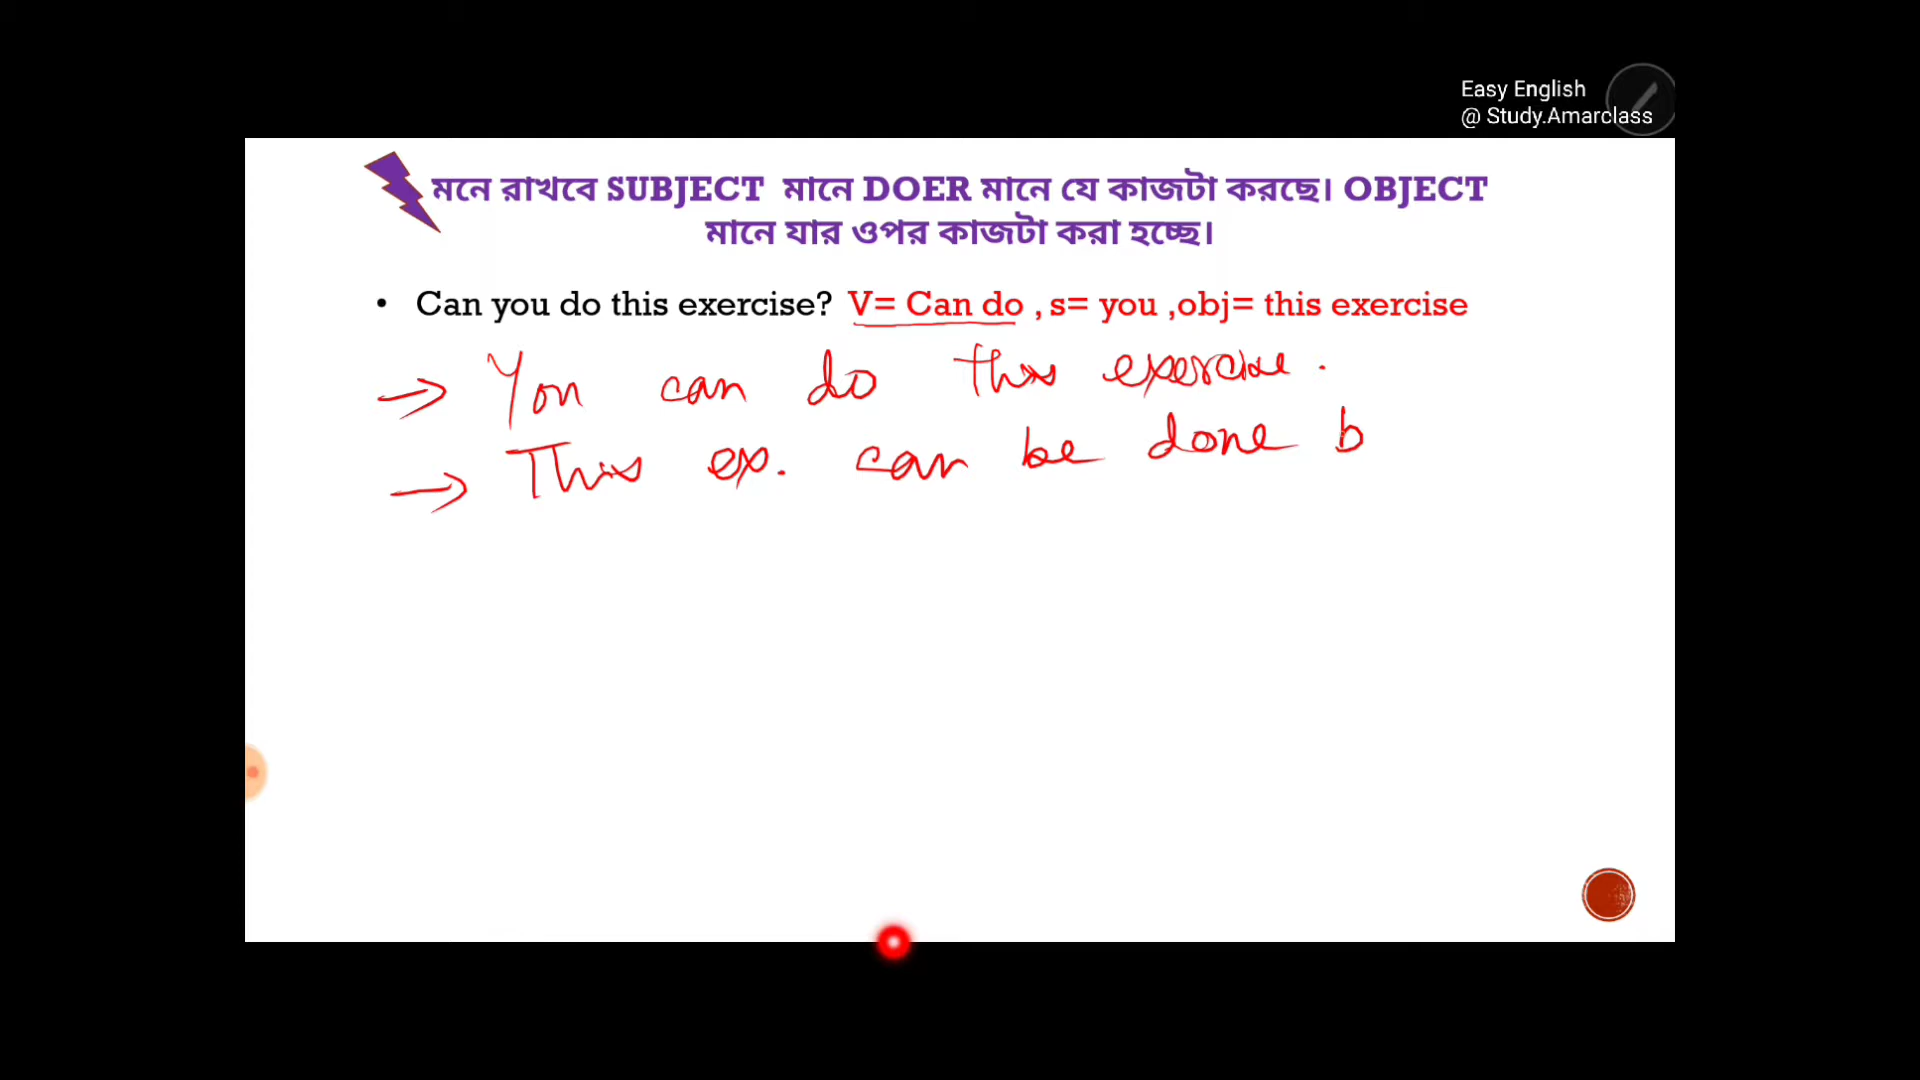 Easy English
@ Study.Amarclass
মনে রাখবে SUBJECT মানে DOER মানে যে কাজটা করছে। OBJECT
মানে যার ওপর কাজটা করা হচ্ছে।
• Can you do this exercise? V= Can do , s= you ,obj= this exercise
→ You can do this exercise.
→ This ex. can be done b